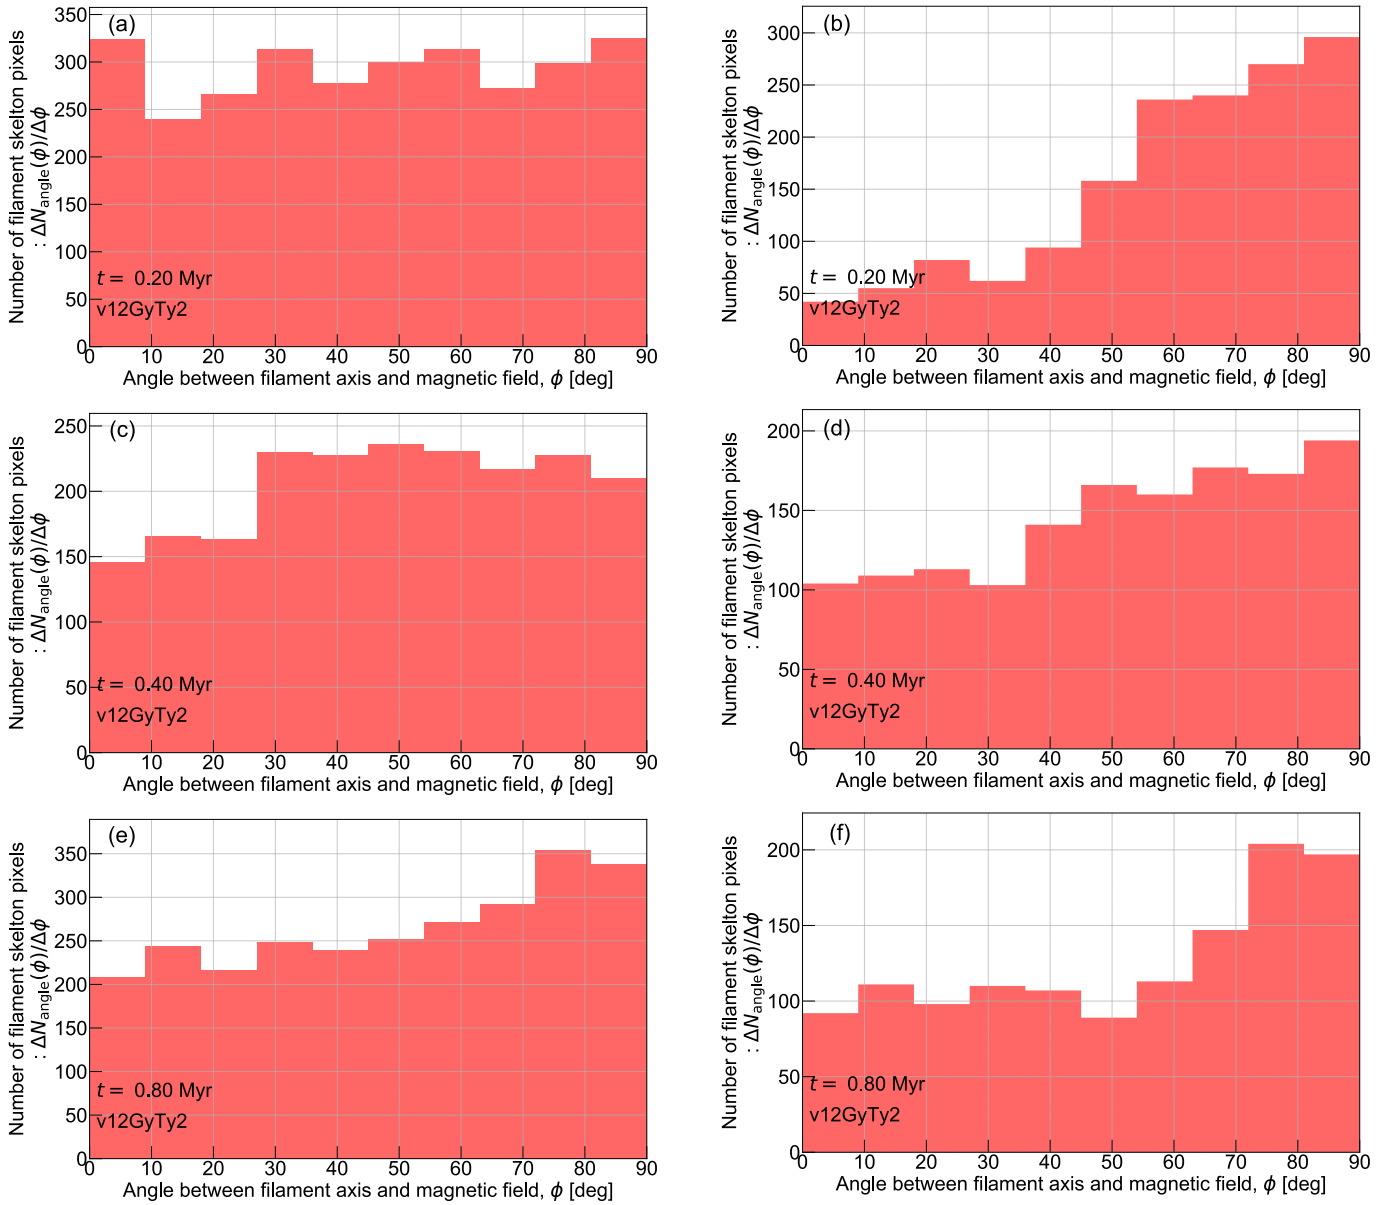 (a)
350
300
250
200
150
100
50
0
Number of filament skelton pixels
: ΔN_angle(ϕ)/Δϕ
t = 0.20 Myr
v12GyTy2
0 10 20 30 40 50 60 70 80 90
Angle between filament axis and magnetic field, ϕ [deg]
(b)
300
250
200
150
100
50
0
Number of filament skelton pixels
: ΔN_angle(ϕ)/Δϕ
t = 0.20 Myr
v12GyTy2
0 10 20 30 40 50 60 70 80 90
Angle between filament axis and magnetic field, ϕ [deg]
(c)
250
200
150
100
50
0
Number of filament skelton pixels
: ΔN_angle(ϕ)/Δϕ
t = 0.40 Myr
v12GyTy2
0 10 20 30 40 50 60 70 80 90
Angle between filament axis and magnetic field, ϕ [deg]
(d)
200
150
100
50
0
Number of filament skelton pixels
: ΔN_angle(ϕ)/Δϕ
t = 0.40 Myr
v12GyTy2
0 10 20 30 40 50 60 70 80 90
Angle between filament axis and magnetic field, ϕ [deg]
(e)
350
300
250
200
150
100
50
0
Number of filament skelton pixels
: ΔN_angle(ϕ)/Δϕ
t = 0.80 Myr
v12GyTy2
0 10 20 30 40 50 60 70 80 90
Angle between filament axis and magnetic field, ϕ [deg]
(f)
200
150
100
50
0
Number of filament skelton pixels
: ΔN_angle(ϕ)/Δϕ
t = 0.80 Myr
v12GyTy2
0 10 20 30 40 50 60 70 80 90
Angle between filament axis and magnetic field, ϕ [deg]